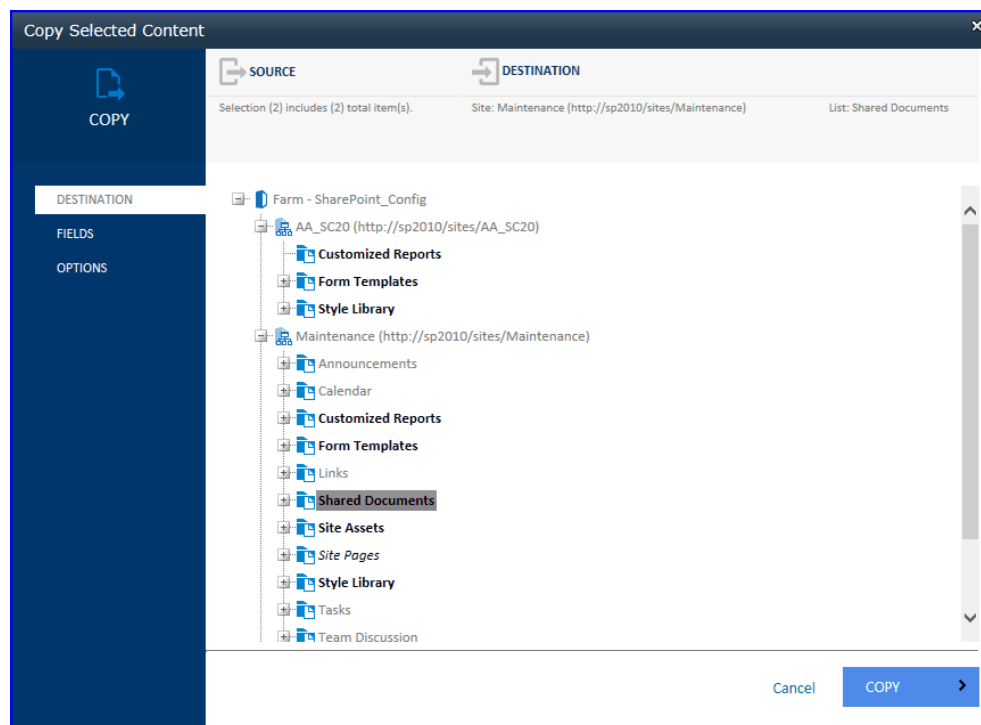 Copy Selected Content
COPY
SOURCE
DESTINATION
Selection (2) includes (2) total item(s).
Site: Maintenance (http://sp2010/sites/Maintenance)
List: Shared Documents
DESTINATION
FIELDS
OPTIONS
Farm - SharePoint_Config
AA_SC20 (http://sp2010/sites/AA_SC20)
Customized Reports
Form Templates
Style Library
Maintenance (http://sp2010/sites/Maintenance)
Announcements
Calendar
Customized Reports
Form Templates
Links
Shared Documents
Site Assets
Site Pages
Style Library
Tasks
Team Discussion
Cancel
COPY